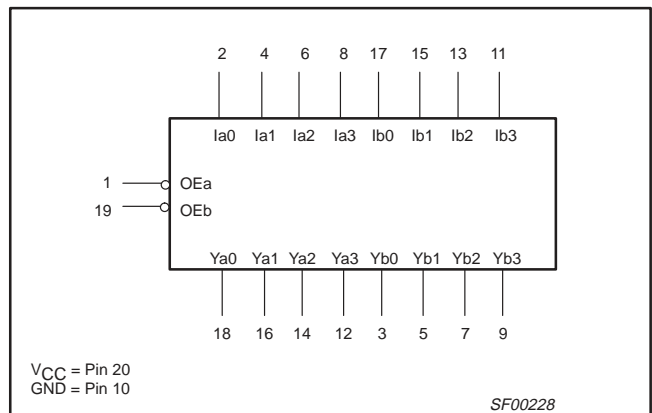 2 4 6 8 17 15 13 11
Ia0 Ia1 Ia2 Ia3 Ib0 Ib1 Ib2 Ib3
1 OEa
19 OEb
Ya0 Ya1 Ya2 Ya3 Yb0 Yb1 Yb2 Yb3
18 16 14 12 3 5 7 9
VCC = Pin 20
GND = Pin 10
SF00228